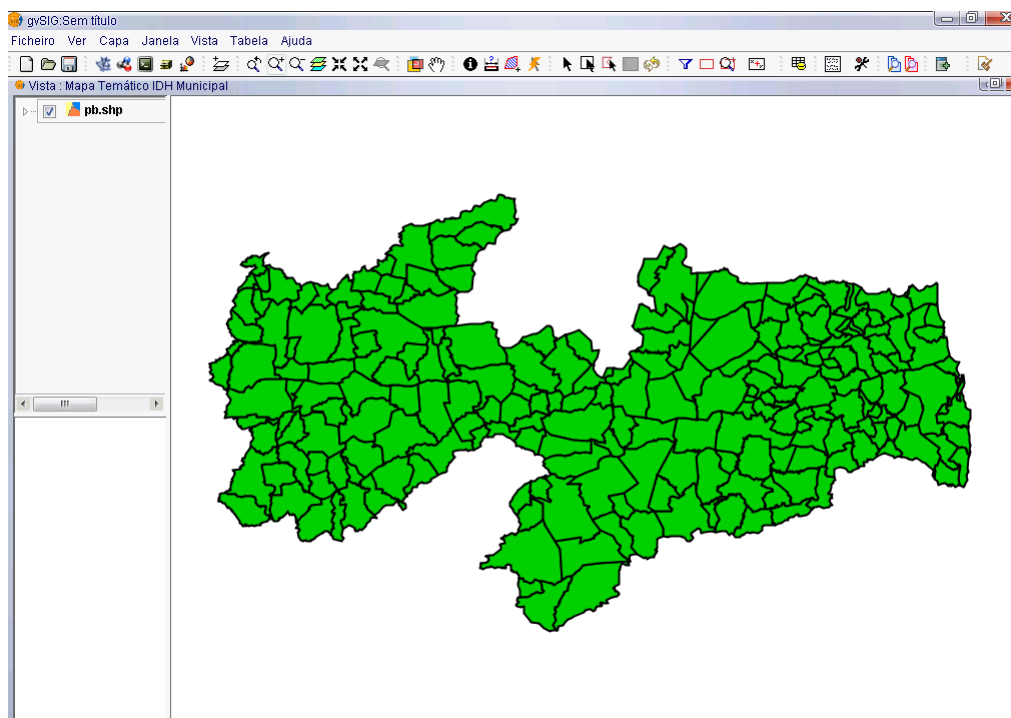 gvSIG:Sem título
Ficheiro Ver Capa Janela Vista Tabela Ajuda
Vista : Mapa Temático IDH Municipal
pb.shp